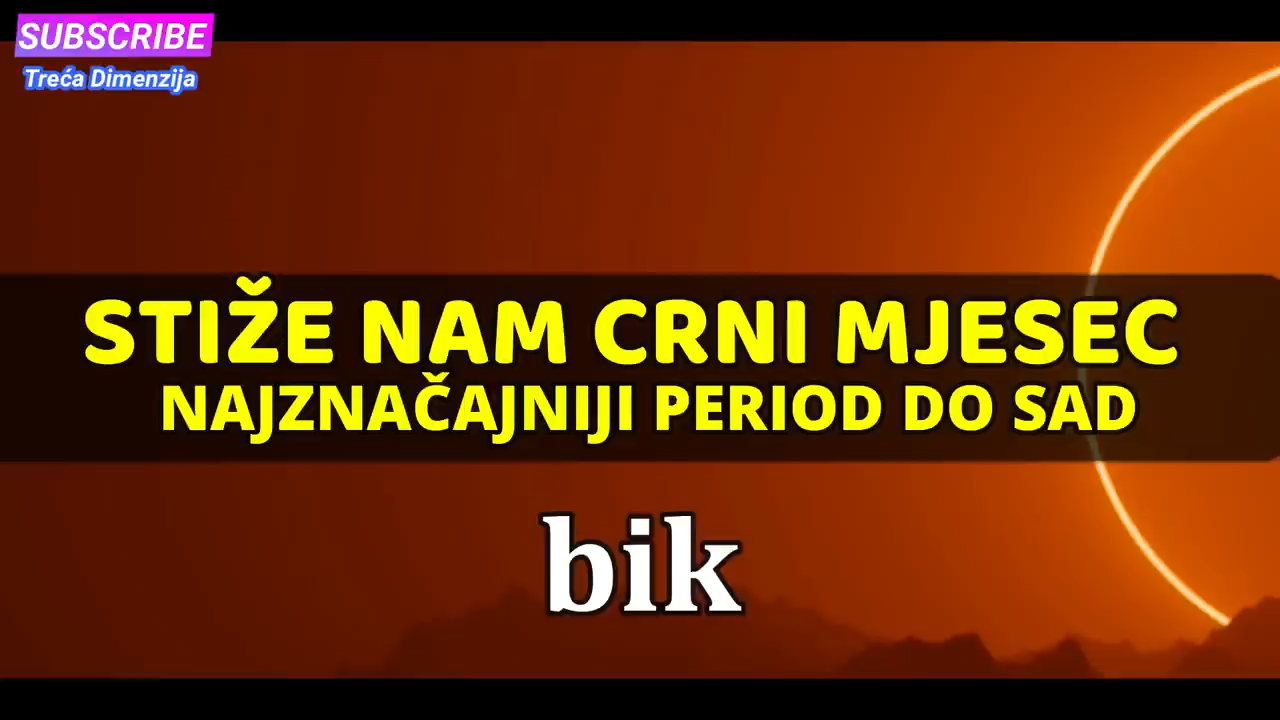 SUBSCRIBE
Treća Dimenzija
STIŽE NAM CRNI MJESEC
NAJZNAČAJNIJI PERIOD DO SAD
bik